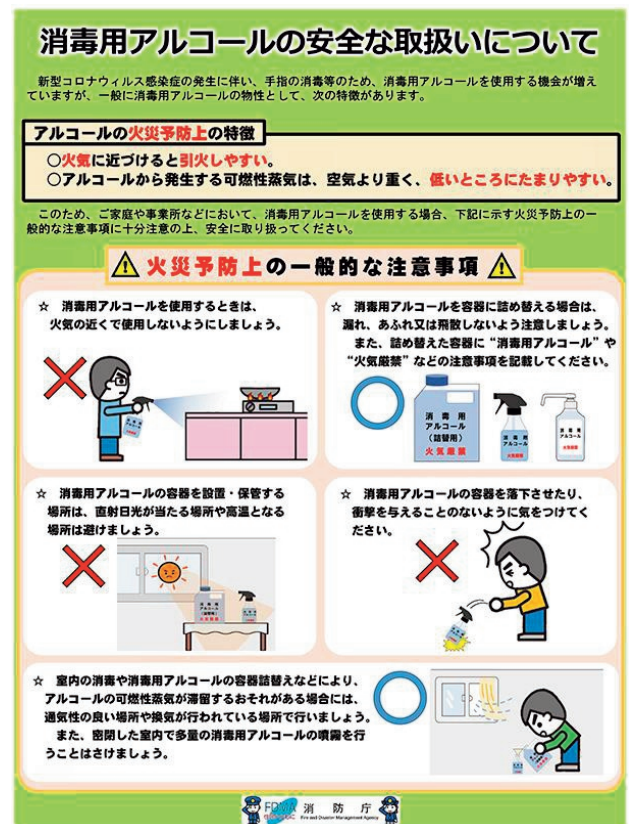 消毒用アルコールの安全な取扱いについて
新型コロナウィルス感染症の発生に伴い、手指の消毒等のため、消毒用アルコールを使用する機会が増え
ていますが、一般に消毒用アルコールの物性として、次の特徴があります。
アルコールの火災予防上の特徴
○火気に近づけると引火しやすい。
○アルコールから発生する可燃性蒸気は、空気より重く、低いところにたまりやすい。
このため、ご家庭や事業所などにおいて、消毒用アルコールを使用する場合、下記に示す火災予防上の一
般的な注意事項に十分注意の上、安全に取り扱ってください。
火災予防上の一般的な注意事項
☆ 消毒用アルコールを使用するときは、
火気の近くで使用しないようにしましょう。
☆ 消毒用アルコールを容器に詰め替える場合は、
漏れ、あふれ又は飛散しないよう注意しましょう。
また、詰め替えた容器に“消毒用アルコール”や
“火気厳禁”などの注意事項を記載してください。
消毒用
アルコール
(詰替用)
火気厳禁
消毒用
アルコール
火気厳禁
消毒用
アルコール
火気厳禁
☆ 消毒用アルコールの容器を設置・保管する
場所は、直射日光が当たる場所や高温となる
場所は避けましょう。
☆ 消毒用アルコールの容器を落下させたり、
衝撃を与えることのないように気をつけてく
ださい。
☆ 室内の消毒や消毒用アルコールの容器詰替えなどにより、
アルコールの可燃性蒸気が滞留するおそれがある場合には、
通気性の良い場所や換気が行われている場所で行いましょう。
また、密閉した室内で多量の消毒用アルコールの噴霧を行
うことはさけましょう。
FDMA 消防庁
Fire and Disaster Management Agency